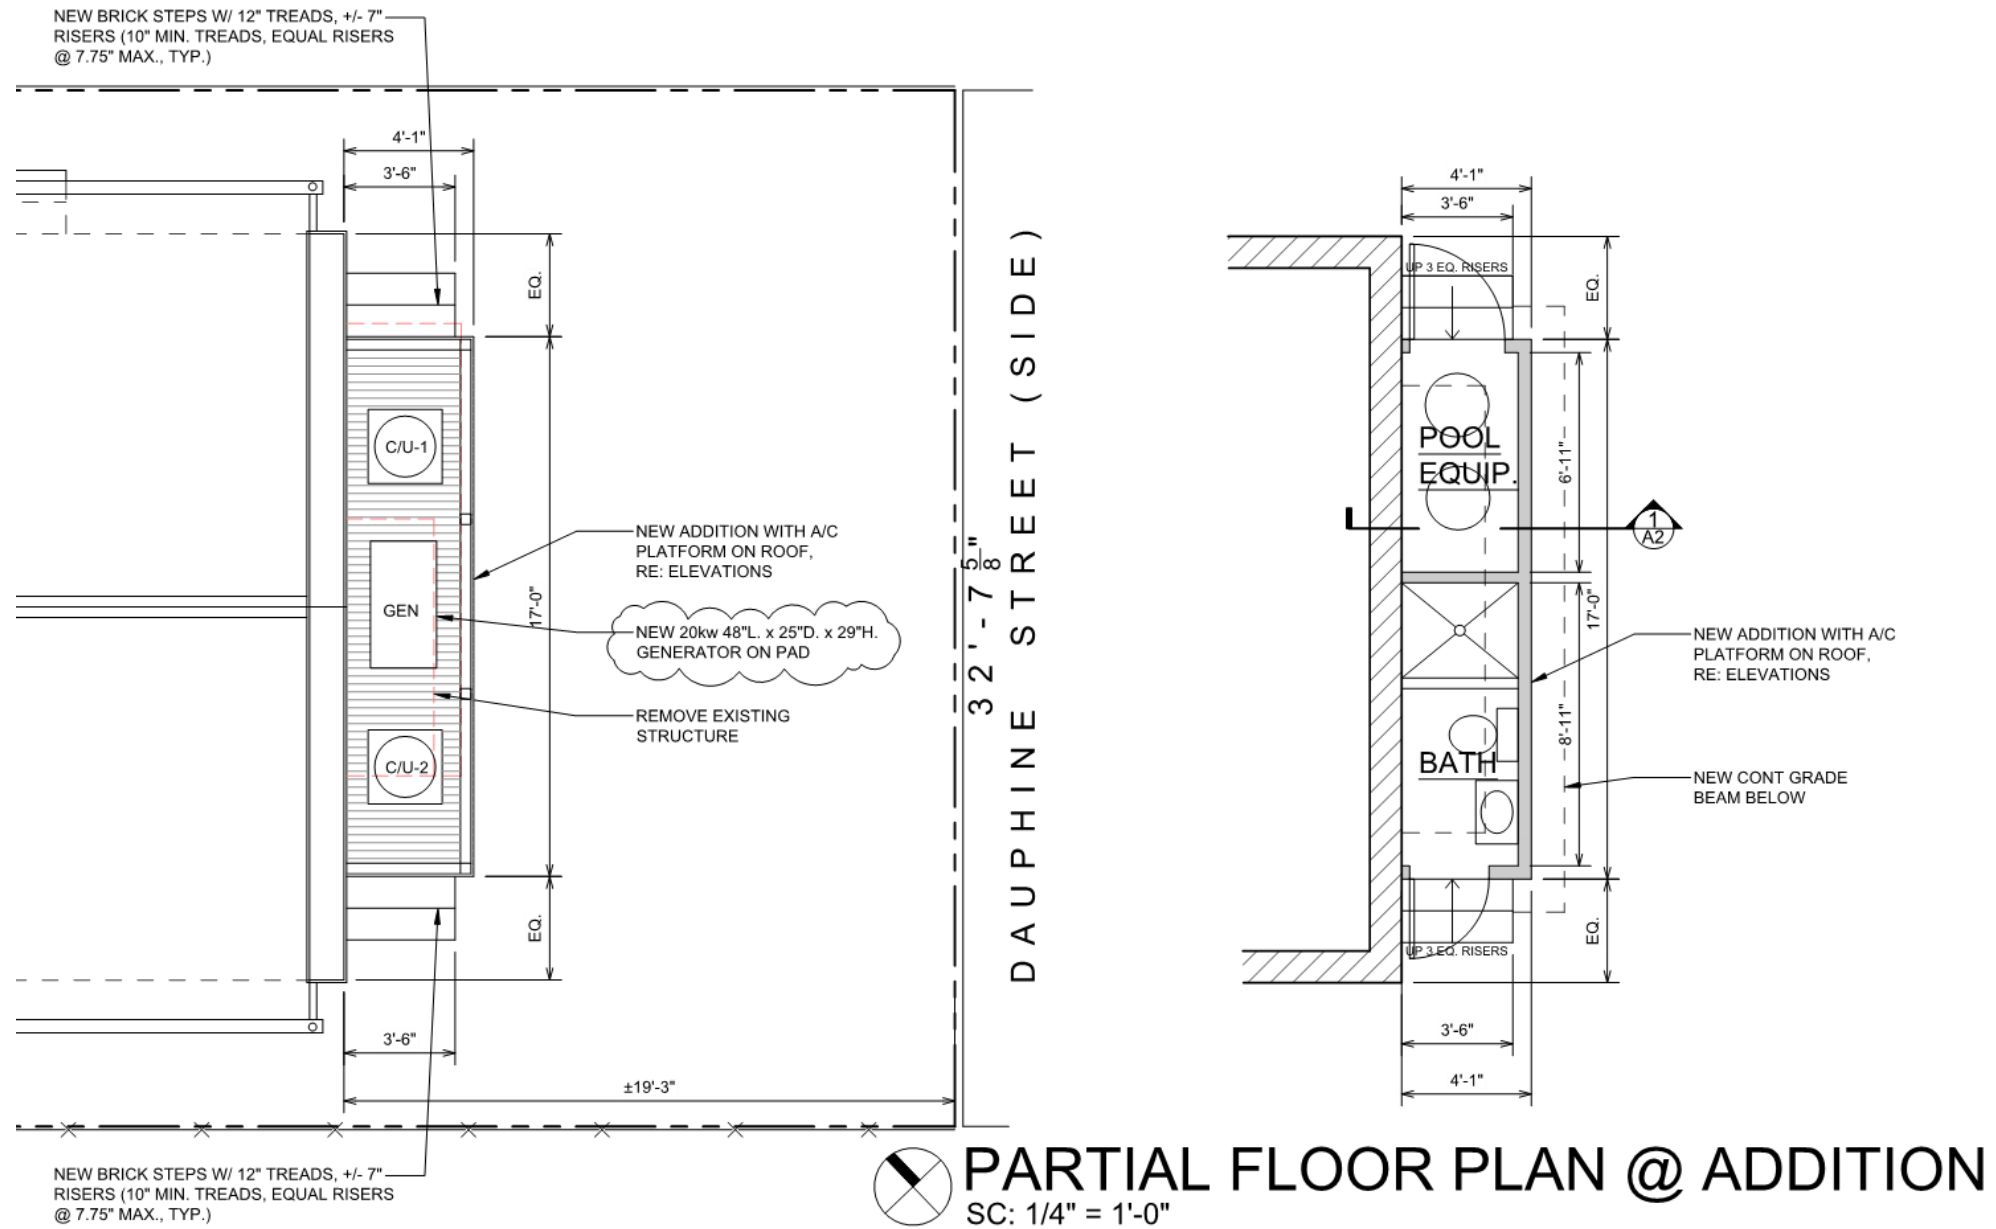 NEW BRICK STEPS W/ 12" TREADS, +/- 7"
RISERS (10" MIN. TREADS, EQUAL RISERS
@ 7.75" MAX., TYP.)
4'-1"
3'-6"
EQ.
C/U-1
GEN
C/U-2
17'-0"
NEW ADDITION WITH A/C
PLATFORM ON ROOF,
RE: ELEVATIONS
NEW 20kw 48"L. x 25"D. x 29"H.
GENERATOR ON PAD
REMOVE EXISTING
STRUCTURE
EQ.
3'-6"
±19'-3"
NEW BRICK STEPS W/ 12" TREADS, +/- 7"
RISERS (10" MIN. TREADS, EQUAL RISERS
@ 7.75" MAX., TYP.)
32'-7 5/8"
DAUPHINE STREET (SIDE)
4'-1"
3'-6"
UP 3 EQ. RISERS
EQ.
POOL
EQUIP.
6'-11"
1
A2
17'-0"
NEW ADDITION WITH A/C
PLATFORM ON ROOF,
RE: ELEVATIONS
8'-11"
BATH
NEW CONT GRADE
BEAM BELOW
EQ.
UP 3 EQ. RISERS
3'-6"
4'-1"
PARTIAL FLOOR PLAN @ ADDITION
SC: 1/4" = 1'-0"